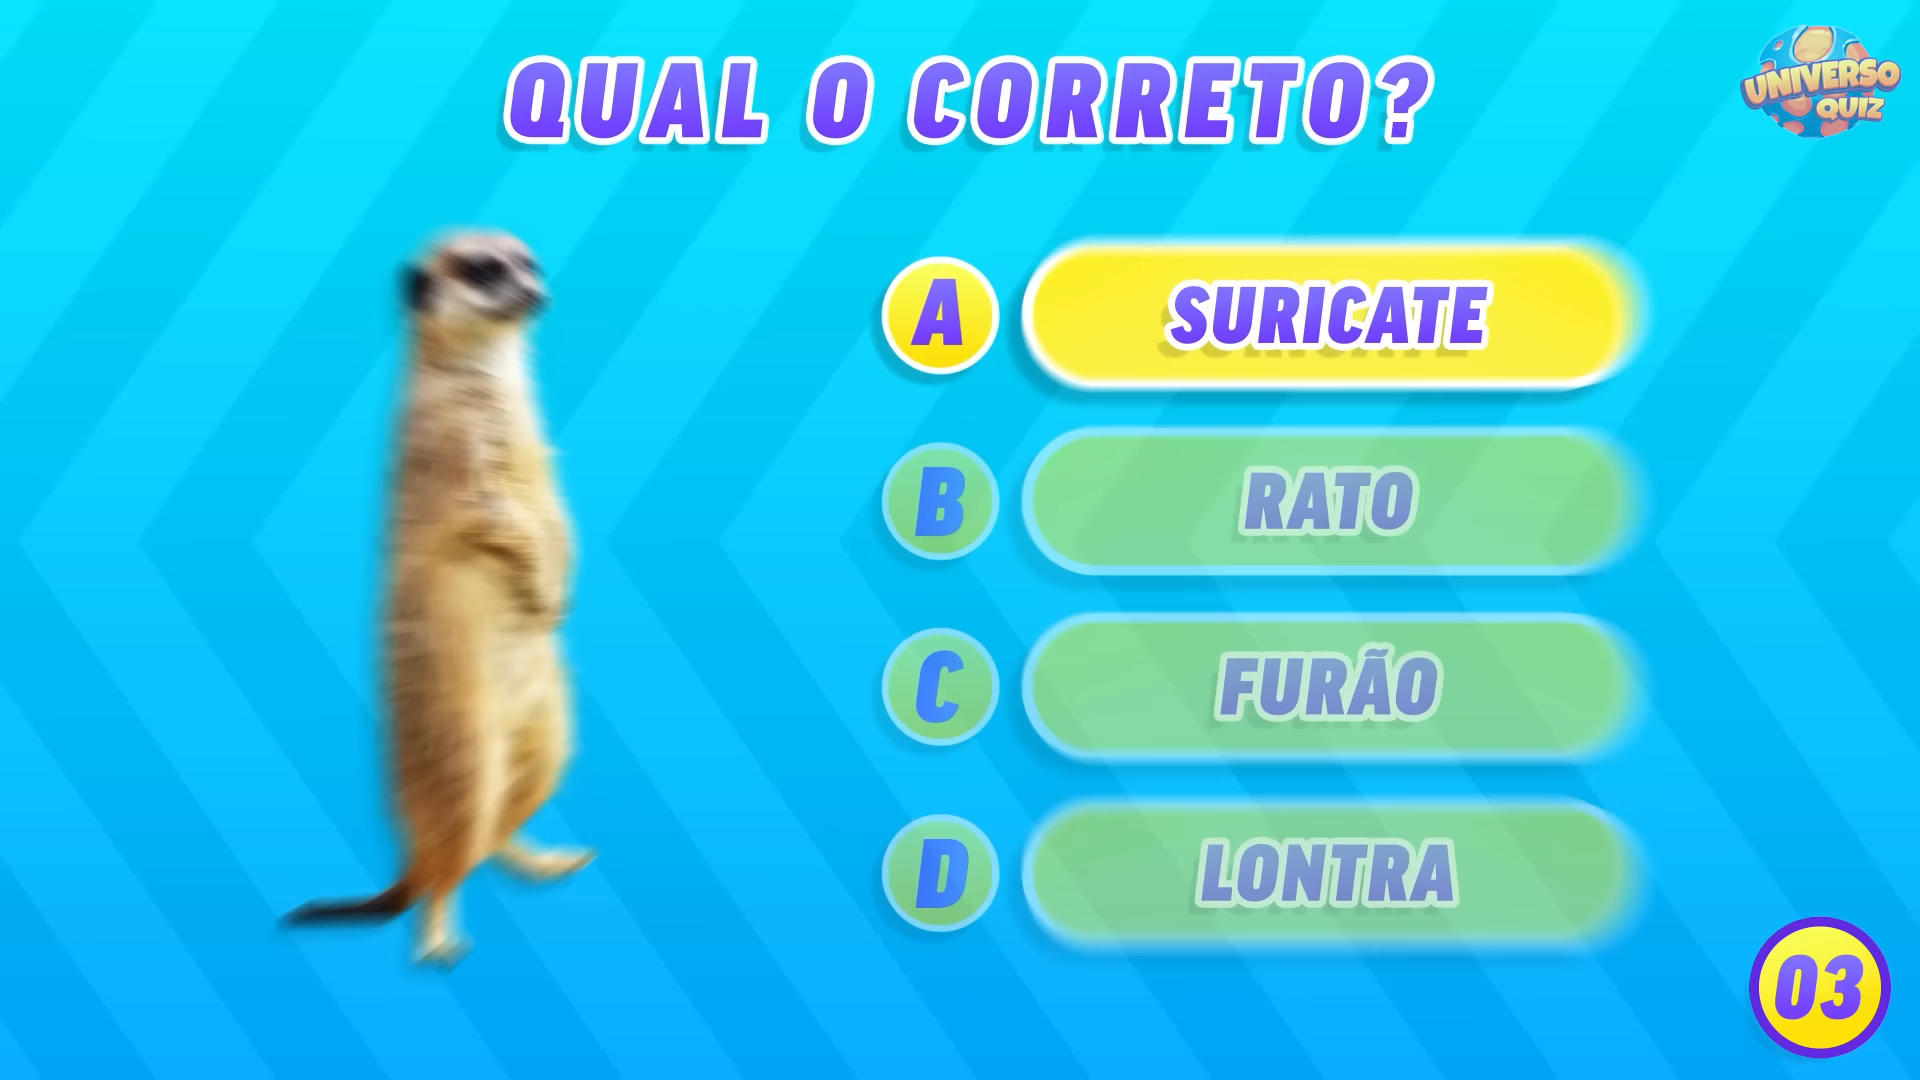 QUAL O CORRETO?
UNIVERSO
QUIZ
A SURICATE
B RATO
C FURÃO
D LONTRA
03